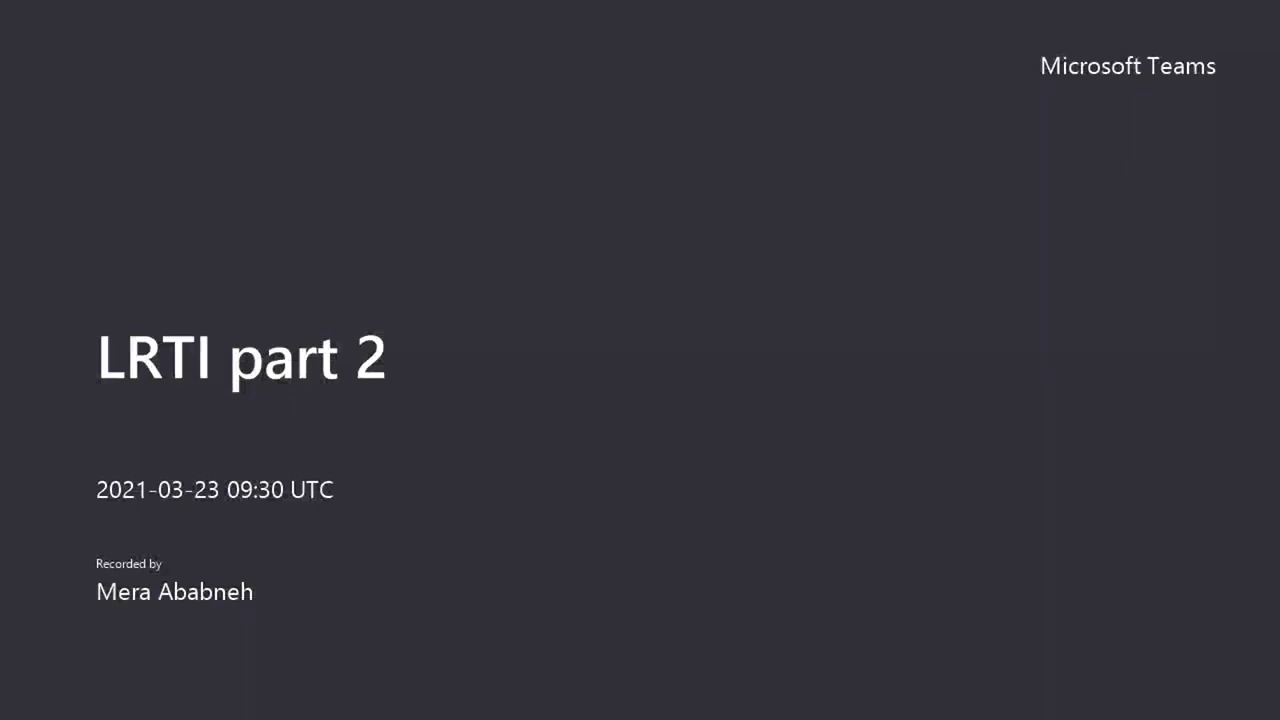 Microsoft Teams
LRTI part 2
2021-03-23 09:30 UTC
Recorded by
Mera Ababneh